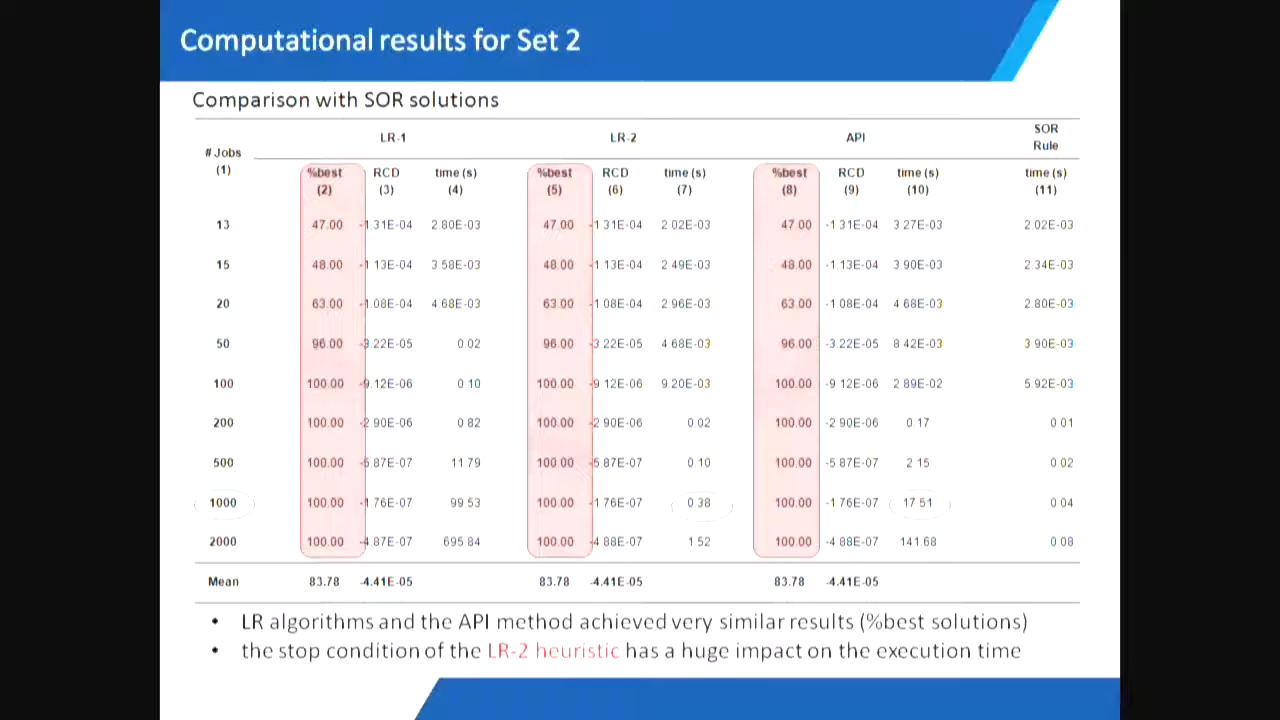 Computational results for Set 2
Comparison with SOR solutions
LR-1 LR-2 API SOR Rule
# Jobs (1) %best (2) RCD (3) time (s) (4) %best (5) RCD (6) time (s) (7) %best (8) RCD (9) time (s) (10) time (s) (11)
13 47.00 -1 31E-04 2.80E-03 47 00 -1 31E-04 2 02E-03 47 00 -1 31E-04 3 27E-03 2 02E-03
15 48.00 -1 13E-04 3 58E-03 48 00 -1 13E-04 2 49E-03 48 00 -1 13E-04 3 90E-03 2 34E-03
20 63.00 -1.08E-04 4 68E-03 63 00 -1 08E-04 2 96E-03 63 00 -1 08E-04 4 68E-03 2.80E-03
50 96.00 -3.22E-05 0 02 96 00 -3 22E-05 4 68E-03 96.00 -3.22E-05 8 42E-03 3 90E-03
100 100.00 -9 12E-06 0 10 100.00 -9 12E-06 9 20E-03 100.00 -9 12E-06 2 89E-02 5.92E-03
200 100.00 -2 90E-06 0 82 100.00 -2 90E-06 0 02 100.00 -2 90E-06 0 17 0 01
500 100.00 -5 87E-07 11 79 100 00 -5 87E-07 0.10 100.00 -5 87E-07 2 15 0 02
1000 100.00 -1 76E-07 99 53 100.00 -1 76E-07 0.38 100.00 -1 76E-07 17 51 0 04
2000 100.00 -4 87E-07 695 84 100.00 -4 88E-07 1 52 100.00 -4 88E-07 141 68 0 08
Mean 83.78 -4.41E-05 83.78 -4.41E-05 83.78 -4.41E-05
• LR algorithms and the API method achieved very similar results (%best solutions)
• the stop condition of the LR-2 heuristic has a huge impact on the execution time